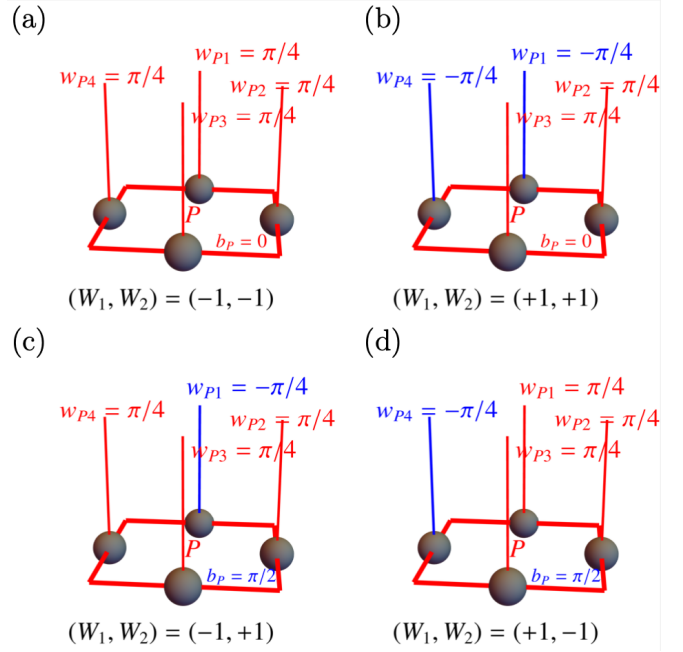 (a)
w_{P1} = π/4
w_{P4} = π/4
w_{P2} = π/4
w_{P3} = π/4
P
b_P = 0
(W_1, W_2) = (−1, −1)
(b)
w_{P1} = −π/4
w_{P4} = −π/4
w_{P2} = π/4
w_{P3} = π/4
P
b_P = 0
(W_1, W_2) = (+1, +1)
(c)
w_{P1} = −π/4
w_{P4} = π/4
w_{P2} = π/4
w_{P3} = π/4
P
b_P = π/2
(W_1, W_2) = (−1, +1)
(d)
w_{P1} = π/4
w_{P4} = −π/4
w_{P2} = π/4
w_{P3} = π/4
P
b_P = π/2
(W_1, W_2) = (+1, −1)